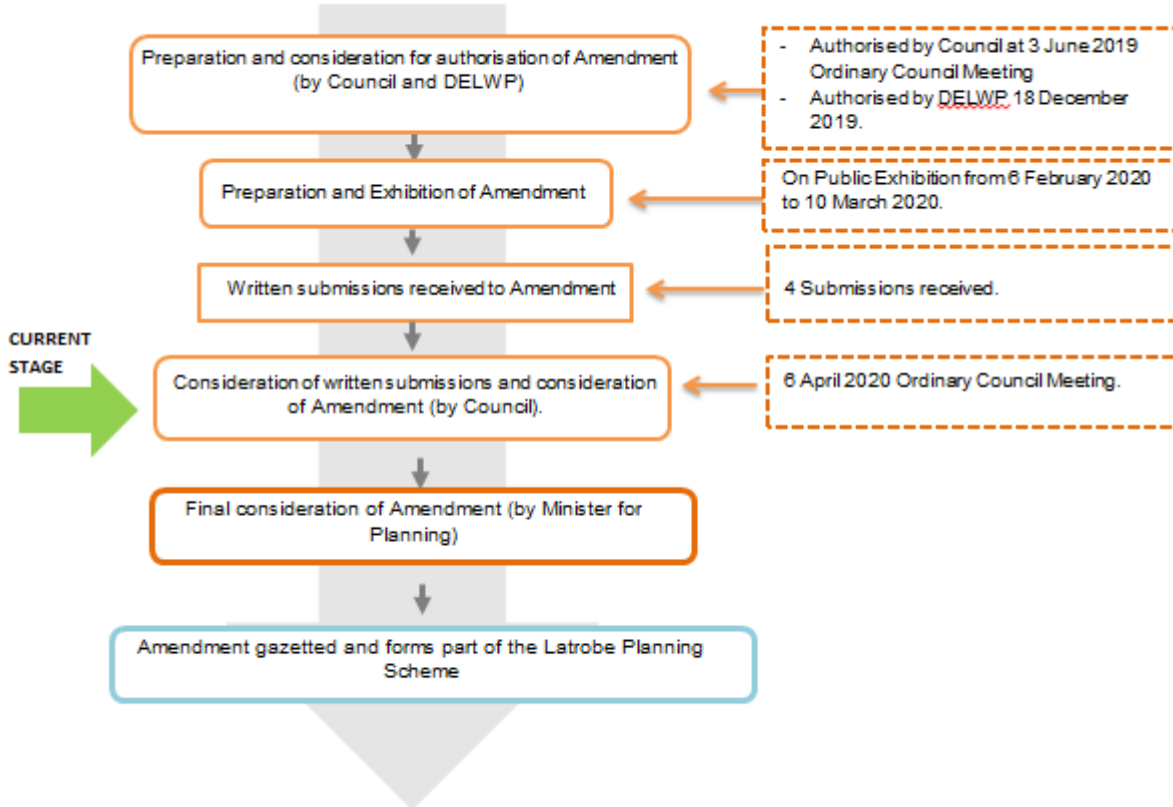 Preparation and consideration for authorisation of Amendment
(by Council and DELWP)
- Authorised by Council at 3 June 2019
Ordinary Council Meeting
- Authorised by DELWP 18 December
2019.
Preparation and Exhibition of Amendment
On Public Exhibition from 6 February 2020
to 10 March 2020.
Written submissions received to Amendment
4 Submissions received.
CURRENT
STAGE
Consideration of written submissions and consideration
of Amendment (by Council).
6 April 2020 Ordinary Council Meeting.
Final consideration of Amendment (by Minister for
Planning)
Amendment gazetted and forms part of the Latrobe Planning
Scheme